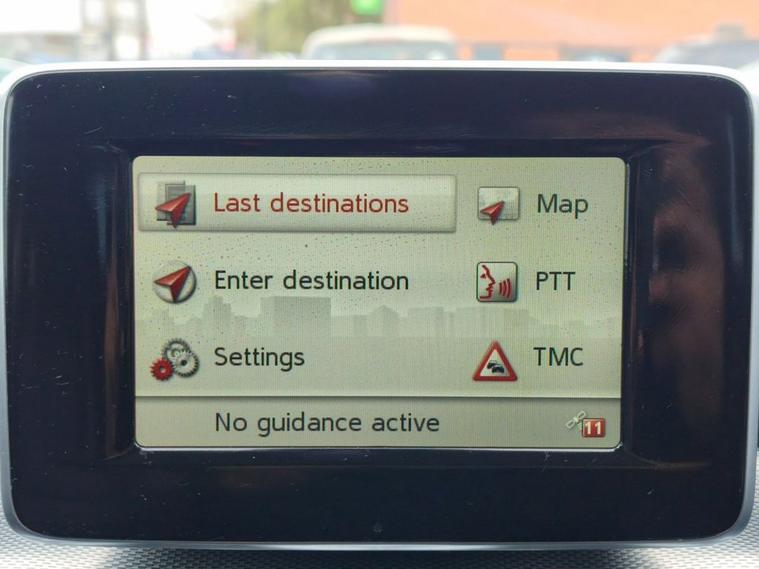 Last destinations
Map
Enter destination
PTT
Settings
TMC
No guidance active
11